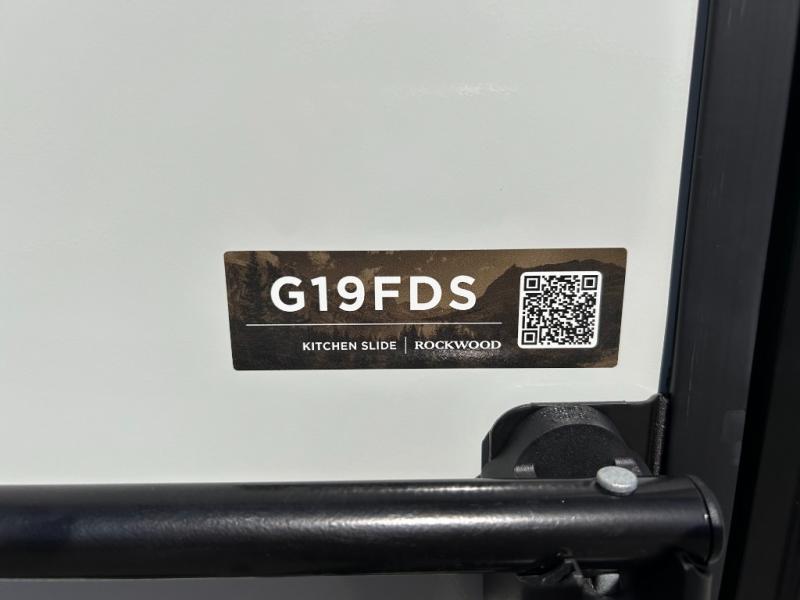 G19FDS
KITCHEN SLIDE | ROCKWOOD